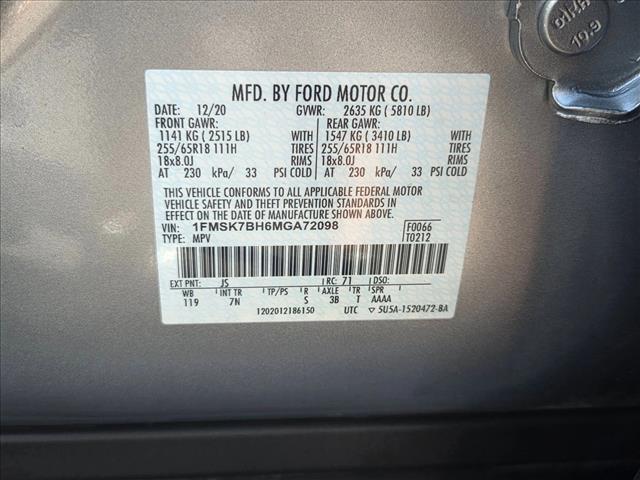 MFD. BY FORD MOTOR CO.
DATE: 12/20 GVWR: 2635 KG ( 5810 LB)
FRONT GAWR: REAR GAWR:
1141 KG ( 2515 LB) WITH 1547 KG ( 3410 LB) WITH
255/65R18 111H TIRES 255/65R18 111H TIRES
18x8.0J RIMS 18x8.0J RIMS
AT 230 kPa/ 33 PSI COLD AT 230 kPa/ 33 PSI COLD
THIS VEHICLE CONFORMS TO ALL APPLICABLE FEDERAL MOTOR
VEHICLE SAFETY AND THEFT PREVENTION STANDARDS IN
EFFECT ON THE DATE OF MANUFACTURE SHOWN ABOVE.
VIN: 1FMSK7BH6MGA72098 F0066
TYPE: MPV T0212
EXT PNT: JS RC: 71 DSO:
WB INT TR TP/PS R AXLE TR SPR
119 7N S 3B T AAAA
1202012186150 UTC ▽ 5U5A-1520472-BA
19.9